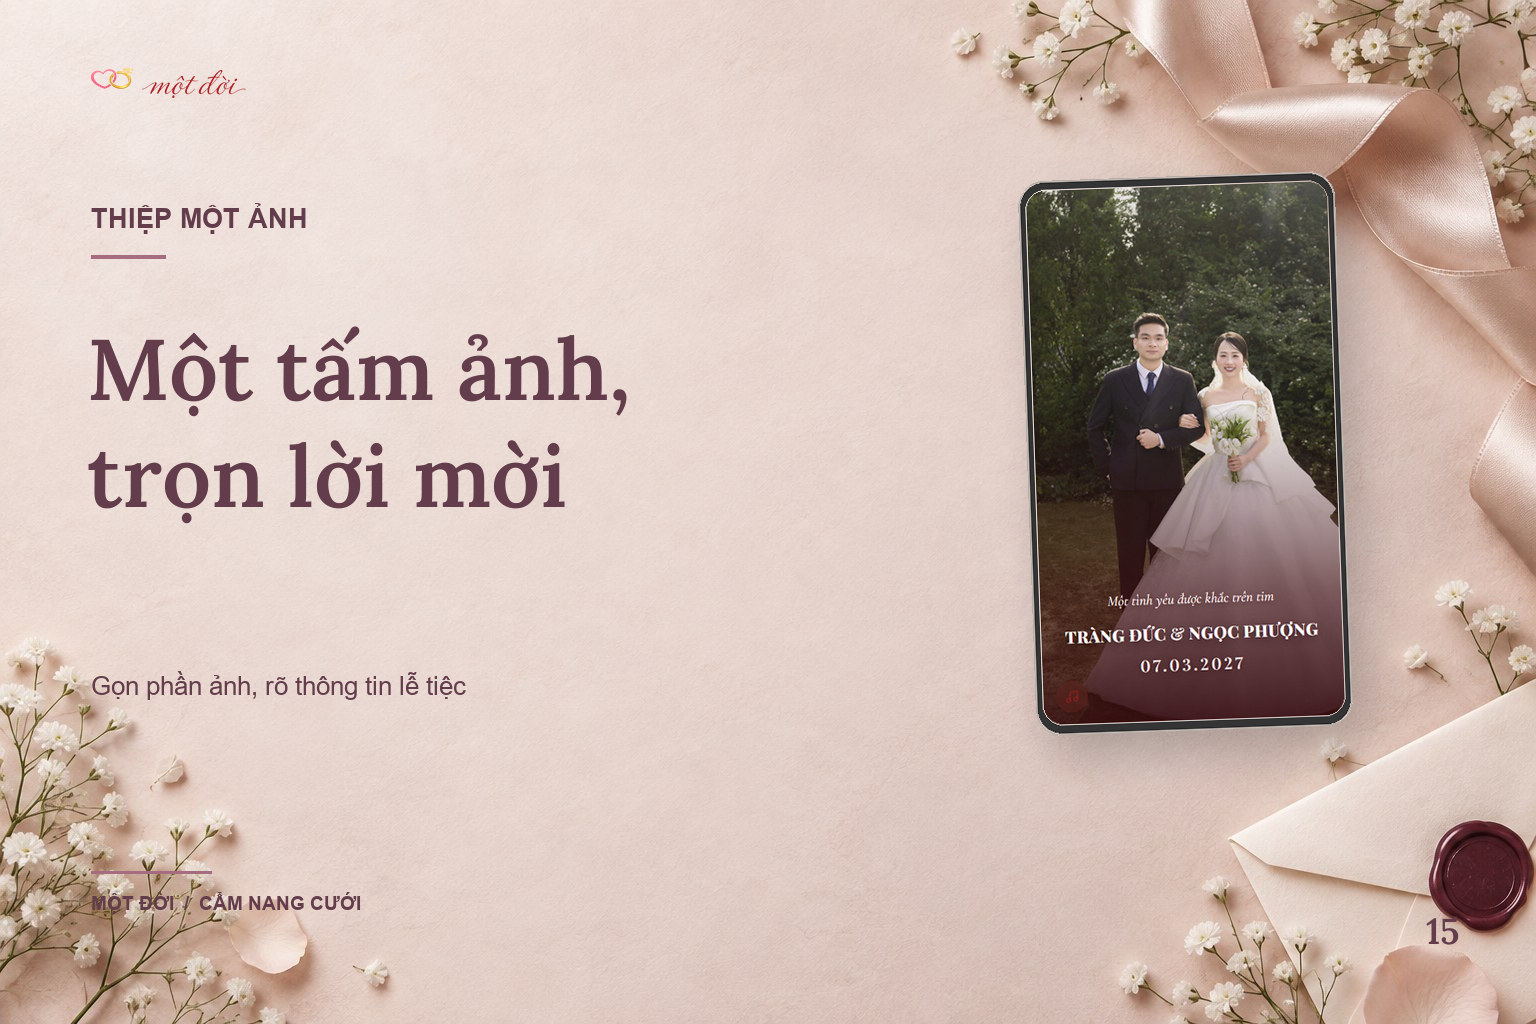 một đời
THIỆP MỘT ẢNH
Một tấm ảnh,
trọn lời mời
Gọn phần ảnh, rõ thông tin lễ tiệc
Một tình yêu được khắc trên tim
TRÀNG ĐỨC & NGỌC PHƯỢNG
07.03.2027
MỘT ĐỜI / CẨM NANG CƯỚI
15